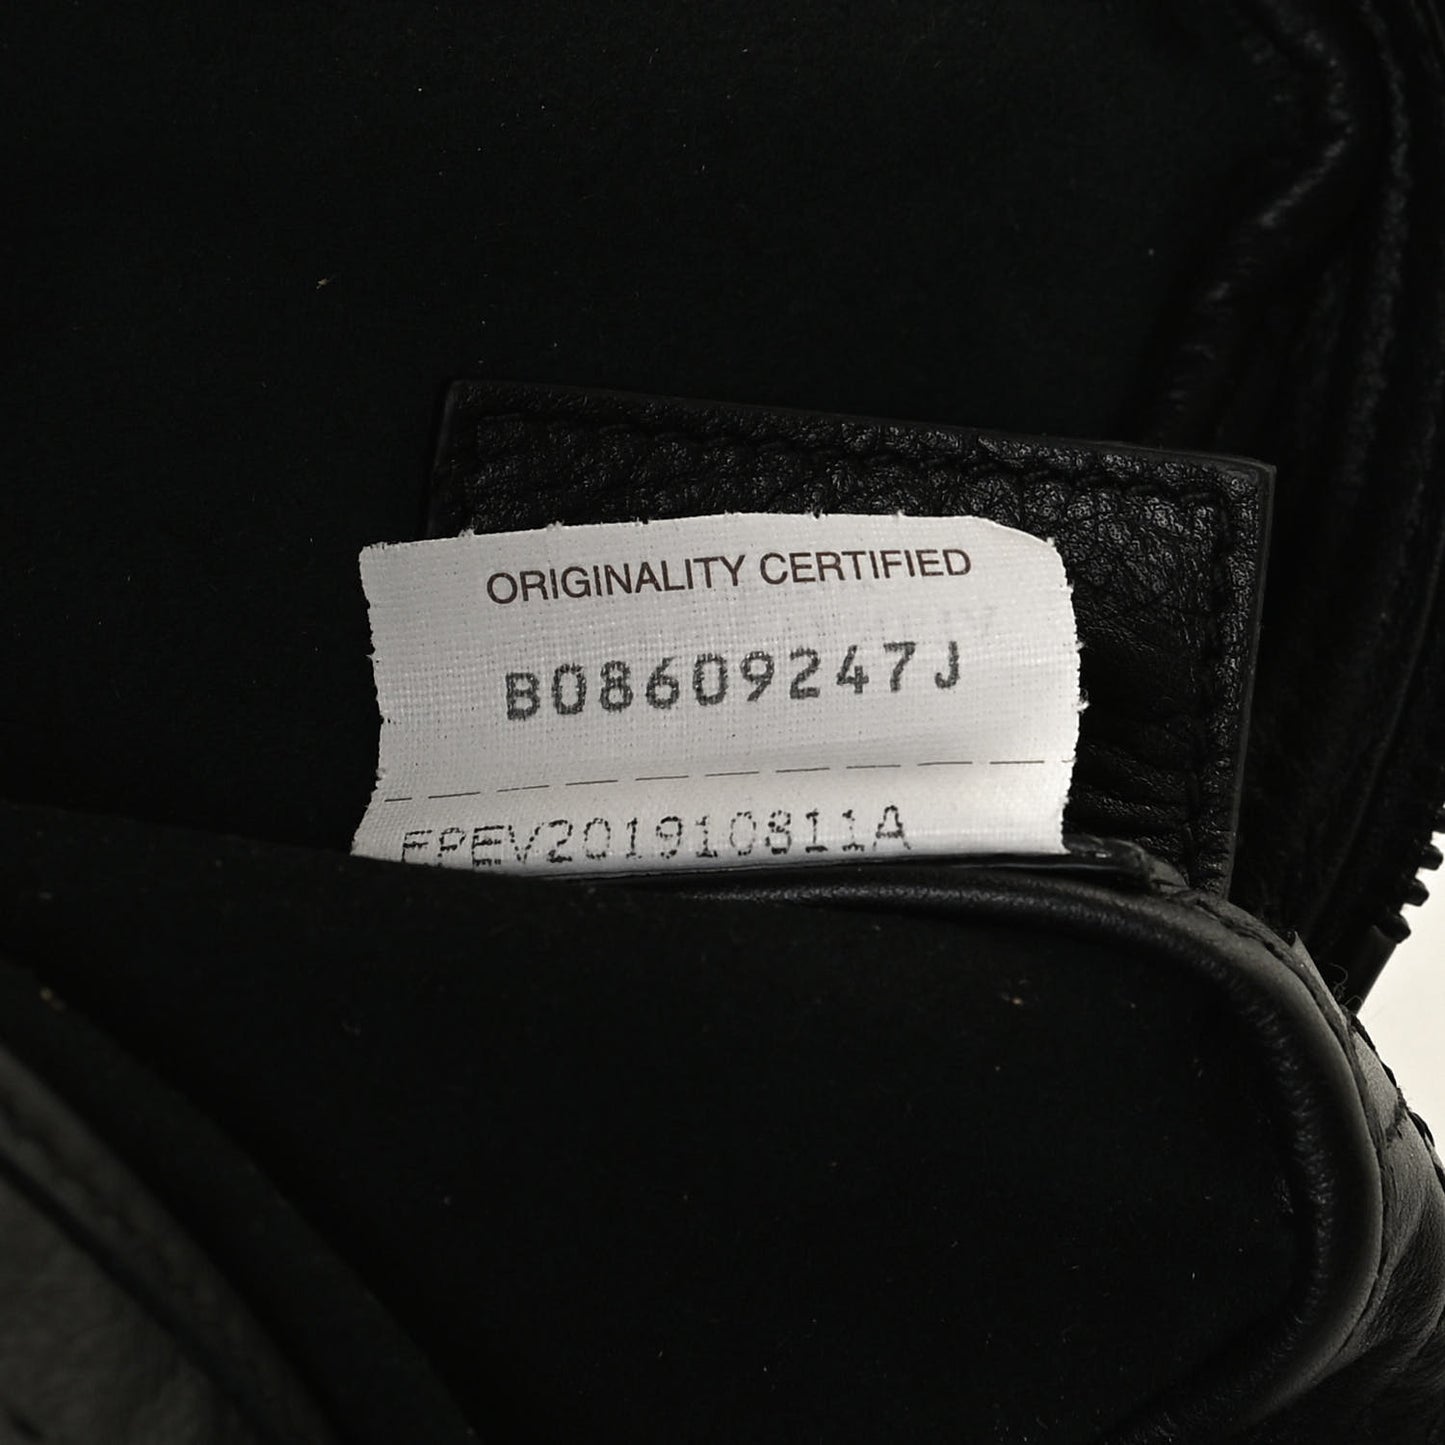 ORIGINALITY CERTIFIED
B08609247J
FPEV201910811A